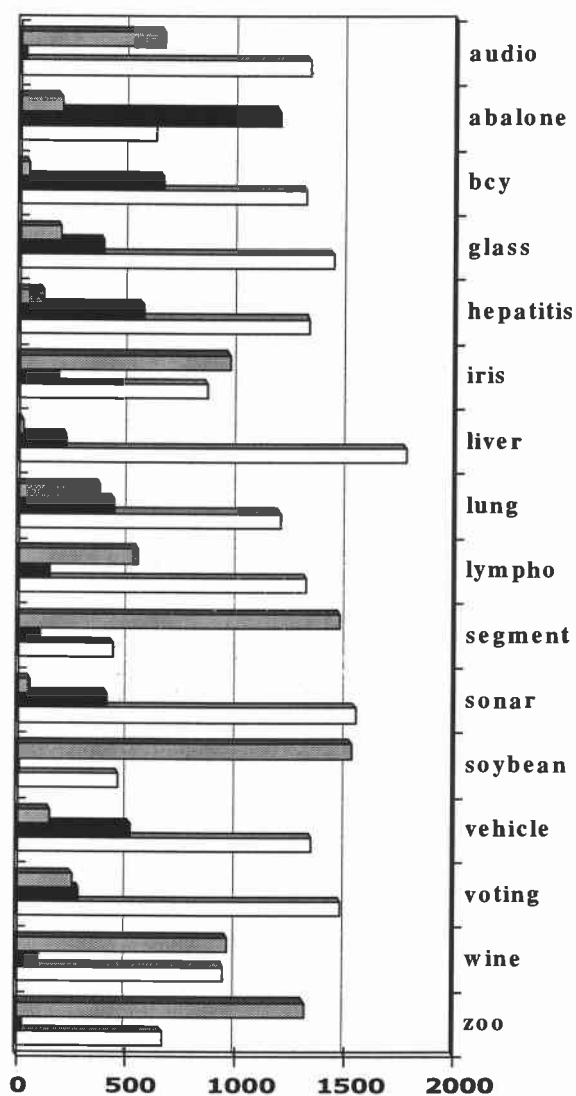 audio
abalone
bcy
glass
hepatitis
iris
liver
lung
lympho
segment
sonar
soybean
vehicle
voting
wine
zoo
0 500 1000 1500 2000